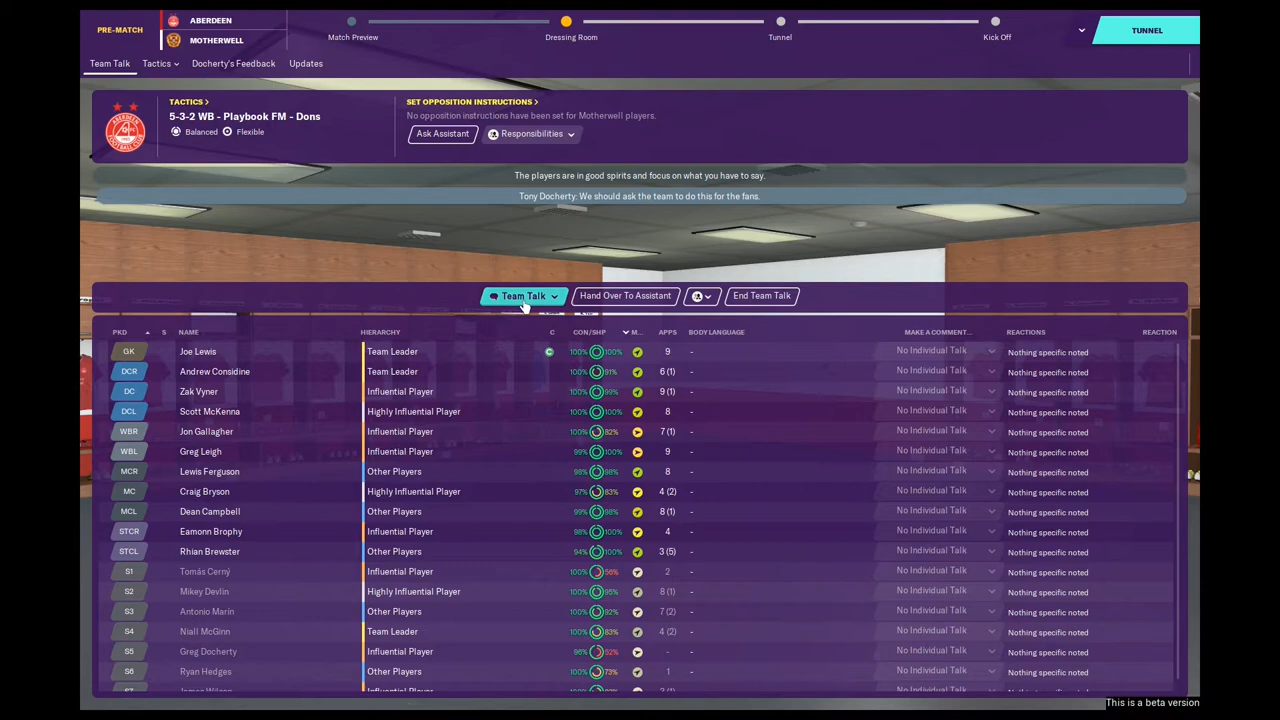 PRE-MATCH
ABERDEEN
MOTHERWELL
Match Preview
Dressing Room
Tunnel
Kick Off
TUNNEL
Team Talk Tactics Docherty's Feedback Updates
TACTICS >
5-3-2 WB - Playbook FM - Dons
Balanced Flexible
SET OPPOSITION INSTRUCTIONS >
No opposition instructions have been set for Motherwell players.
Ask Assistant Responsibilities
The players are in good spirits and focus on what you have to say.
Tony Docherty: We should ask the team to do this for the fans.
Team Talk Hand Over To Assistant End Team Talk
PKD S NAME HIERARCHY C CON/SHP M... APPS BODY LANGUAGE MAKE A COMMENT... REACTIONS REACTION
GK Joe Lewis Team Leader C 100% 100% 9 - No Individual Talk Nothing specific noted
DCR Andrew Considine Team Leader 100% 91% 6 (1) - No Individual Talk Nothing specific noted
DC Zak Vyner Influential Player 100% 99% 9 (1) - No Individual Talk Nothing specific noted
DCL Scott McKenna Highly Influential Player 100% 100% 8 - No Individual Talk Nothing specific noted
WBR Jon Gallagher Influential Player 100% 82% 7 (1) - No Individual Talk Nothing specific noted
WBL Greg Leigh Influential Player 99% 100% 9 - No Individual Talk Nothing specific noted
MCR Lewis Ferguson Other Players 98% 98% 8 - No Individual Talk Nothing specific noted
MC Craig Bryson Highly Influential Player 97% 83% 4 (2) - No Individual Talk Nothing specific noted
MCL Dean Campbell Other Players 99% 98% 8 (1) - No Individual Talk Nothing specific noted
STCR Eamonn Brophy Influential Player 98% 100% 4 - No Individual Talk Nothing specific noted
STCL Rhian Brewster Other Players 94% 100% 3 (5) - No Individual Talk Nothing specific noted
S1 Tomás Cerný Influential Player 100% 56% 2 - No Individual Talk Nothing specific noted
S2 Mikey Devlin Highly Influential Player 100% 95% 8 (1) - No Individual Talk Nothing specific noted
S3 Antonio Marín Other Players 100% 92% 7 (2) - No Individual Talk Nothing specific noted
S4 Niall McGinn Team Leader 100% 83% 4 (2) - No Individual Talk Nothing specific noted
S5 Greg Docherty Influential Player 96% 52% - - No Individual Talk Nothing specific noted
S6 Ryan Hedges Other Players 100% 73% 1 - No Individual Talk Nothing specific noted
This is a beta version